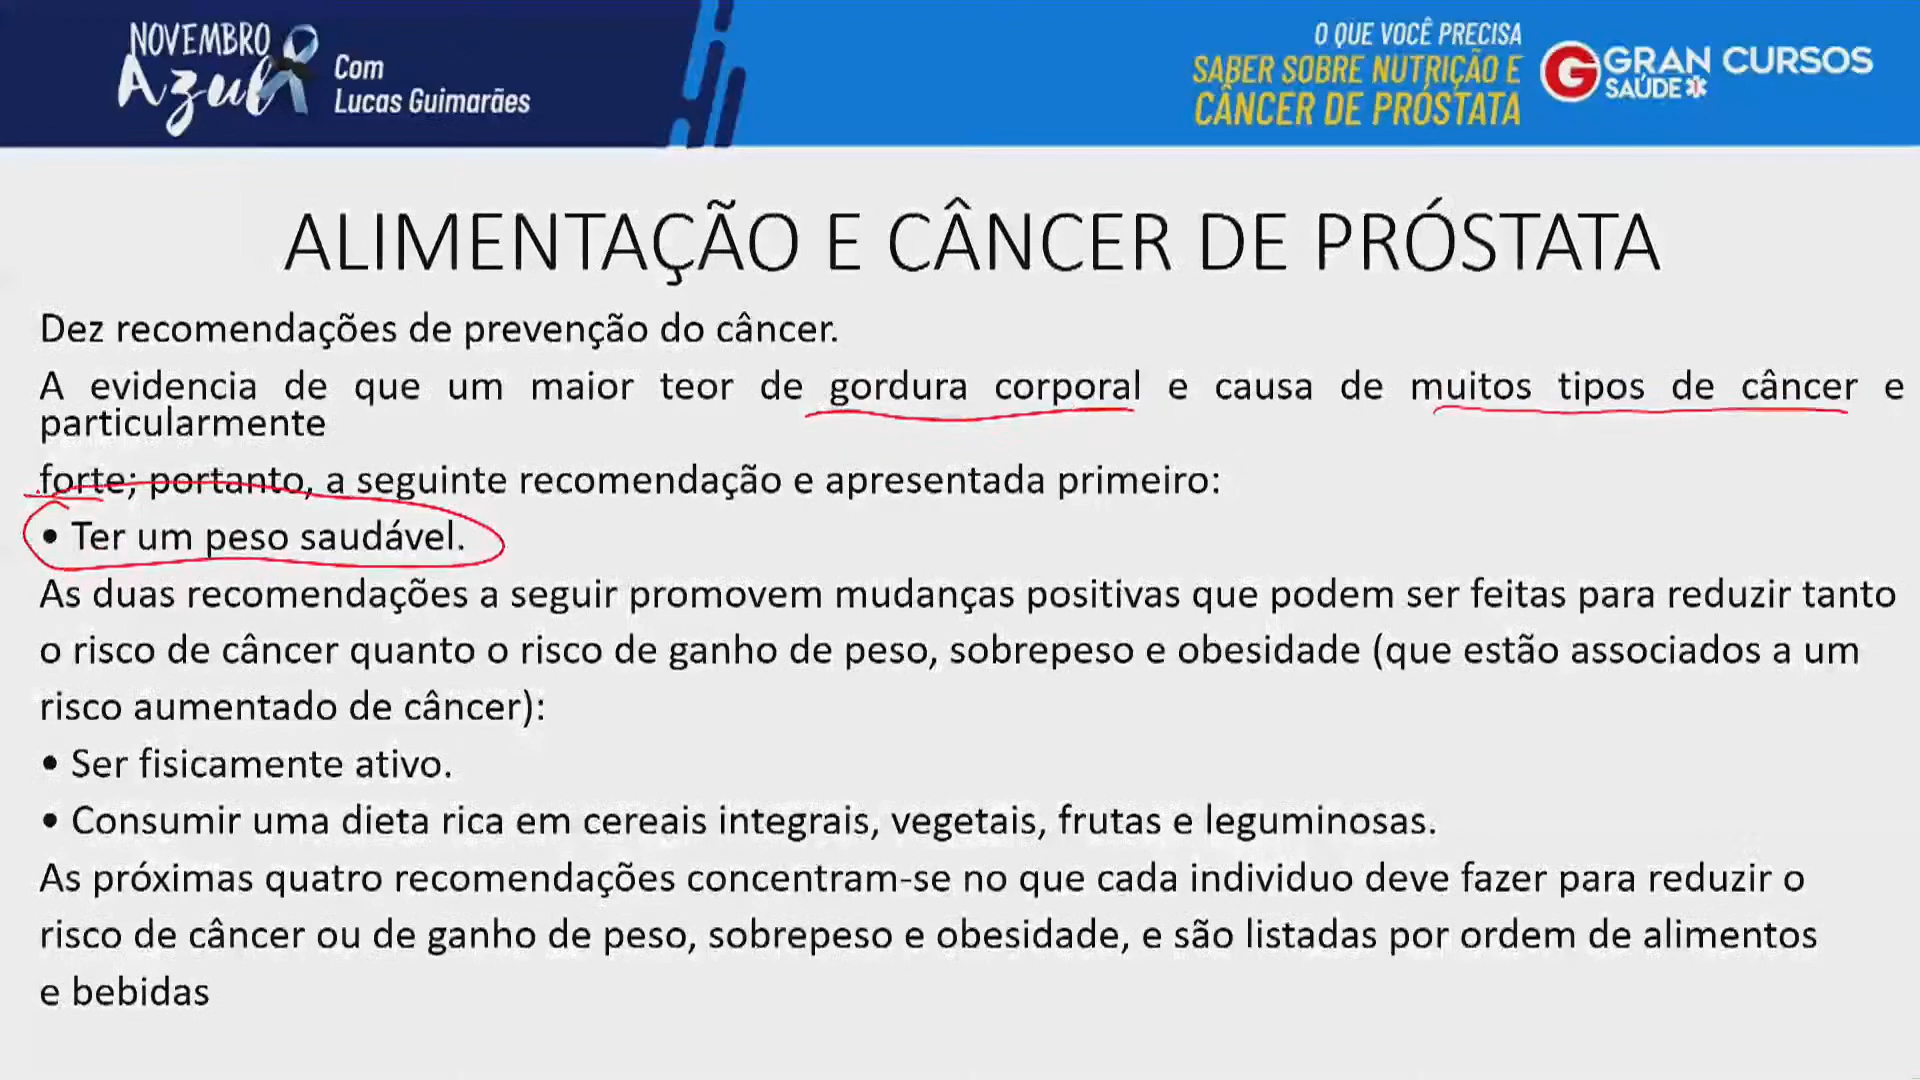 NOVEMBRO
Azul
Com
Lucas Guimarães
O QUE VOCÊ PRECISA
SABER SOBRE NUTRIÇÃO E
CÂNCER DE PRÓSTATA
G GRAN CURSOS
SAÚDE
ALIMENTAÇÃO E CÂNCER DE PRÓSTATA
Dez recomendações de prevenção do câncer.
A evidencia de que um maior teor de gordura corporal e causa de muitos tipos de câncer e
particularmente
forte; portanto, a seguinte recomendação e apresentada primeiro:
• Ter um peso saudável.
As duas recomendações a seguir promovem mudanças positivas que podem ser feitas para reduzir tanto
o risco de câncer quanto o risco de ganho de peso, sobrepeso e obesidade (que estão associados a um
risco aumentado de câncer):
• Ser fisicamente ativo.
• Consumir uma dieta rica em cereais integrais, vegetais, frutas e leguminosas.
As próximas quatro recomendações concentram-se no que cada individuo deve fazer para reduzir o
risco de câncer ou de ganho de peso, sobrepeso e obesidade, e são listadas por ordem de alimentos
e bebidas